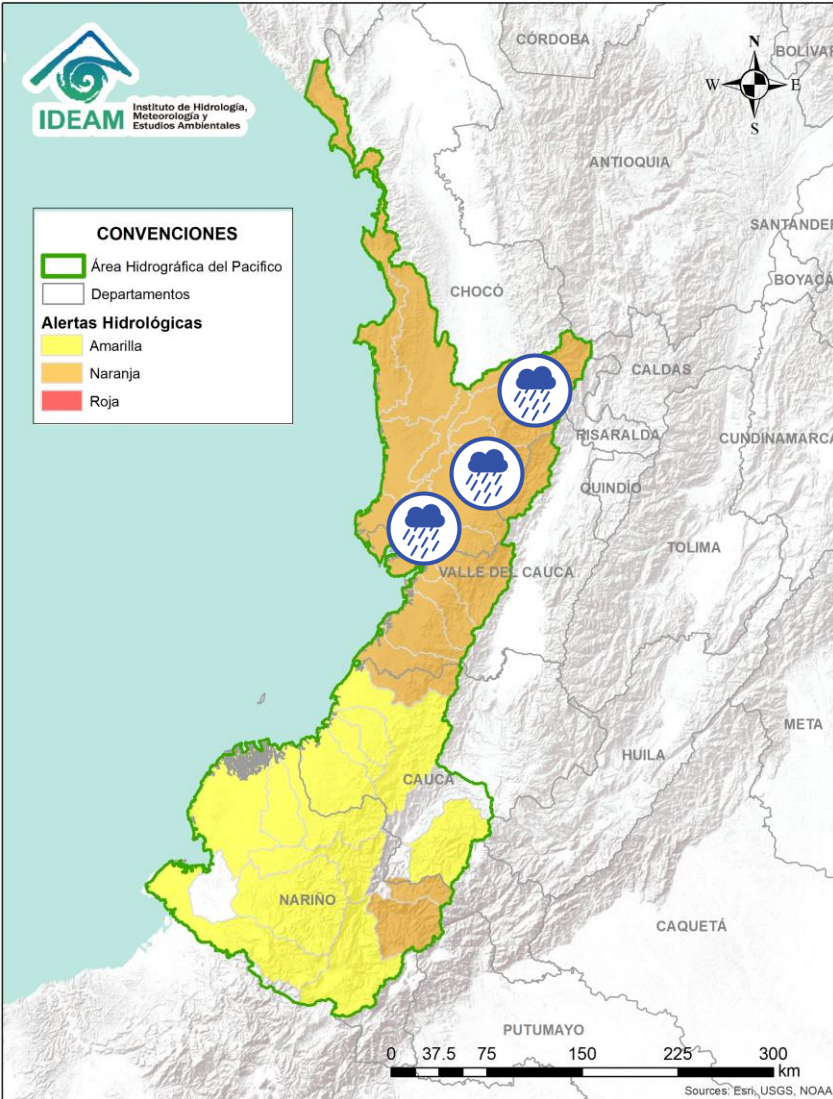 IDEAM
Instituto de Hidrología,
Meteorología y
Estudios Ambientales
CÓRDOBA
BOLÍVAR
N
W
E
S
ANTIOQUIA
SANTANDER
CONVENCIONES
Área Hidrográfica del Pacifico
Departamentos
Alertas Hidrológicas
Amarilla
Naranja
Roja
BOYACÁ
CHOCÓ
CALDAS
RISARALDA
CUNDINAMARCA
QUINDÍO
TOLIMA
VALLE DEL CAUCA
META
HUILA
CAUCA
NARIÑO
CAQUETÁ
PUTUMAYO
0 37.5 75 150 225 300
km
Sources: Esri, USGS, NOAA